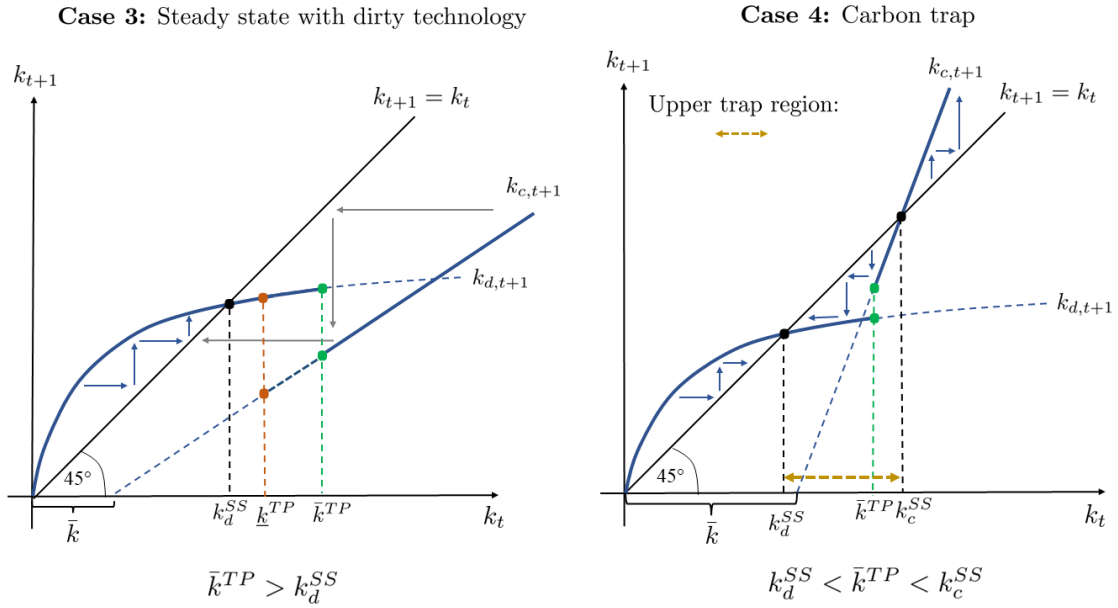 Case 3: Steady state with dirty technology
k_{t+1}
k_{t+1} = k_t
k_{c,t+1}
k_{d,t+1}
45°
k̄
k_d^{SS}
k̲^{TP}
k̄^{TP}
k_t
k̄^{TP} > k_d^{SS}
Case 4: Carbon trap
k_{t+1}
k_{c,t+1}
k_{t+1} = k_t
Upper trap region:
k_{d,t+1}
45°
k̄
k_d^{SS}
k̄^{TP}
k_c^{SS}
k_t
k_d^{SS} < k̄^{TP} < k_c^{SS}